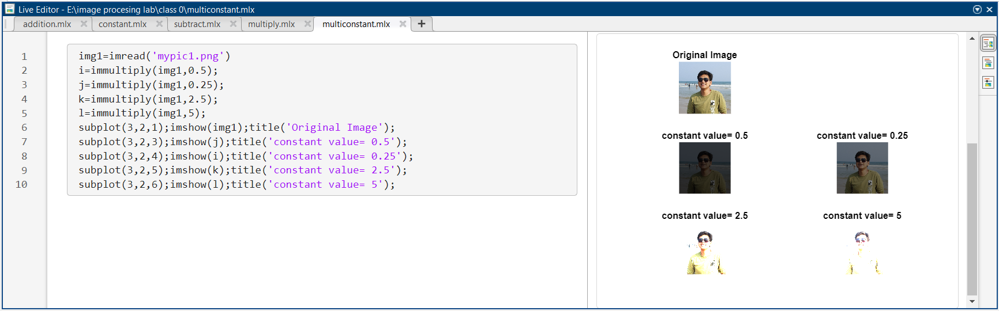 Live Editor - E:\image procesing lab\class 0\multiconstant.mlx
addition.mlx constant.mlx subtract.mlx multiply.mlx multiconstant.mlx
1 img1=imread('mypic1.png')
2 i=immultiply(img1,0.5);
3 j=immultiply(img1,0.25);
4 k=immultiply(img1,2.5);
5 l=immultiply(img1,5);
6 subplot(3,2,1);imshow(img1);title('Original Image');
7 subplot(3,2,3);imshow(j);title('constant value= 0.5');
8 subplot(3,2,4);imshow(i);title('constant value= 0.25');
9 subplot(3,2,5);imshow(k);title('constant value= 2.5');
10 subplot(3,2,6);imshow(l);title('constant value= 5');
Original Image
constant value= 0.5 constant value= 0.25
constant value= 2.5 constant value= 5